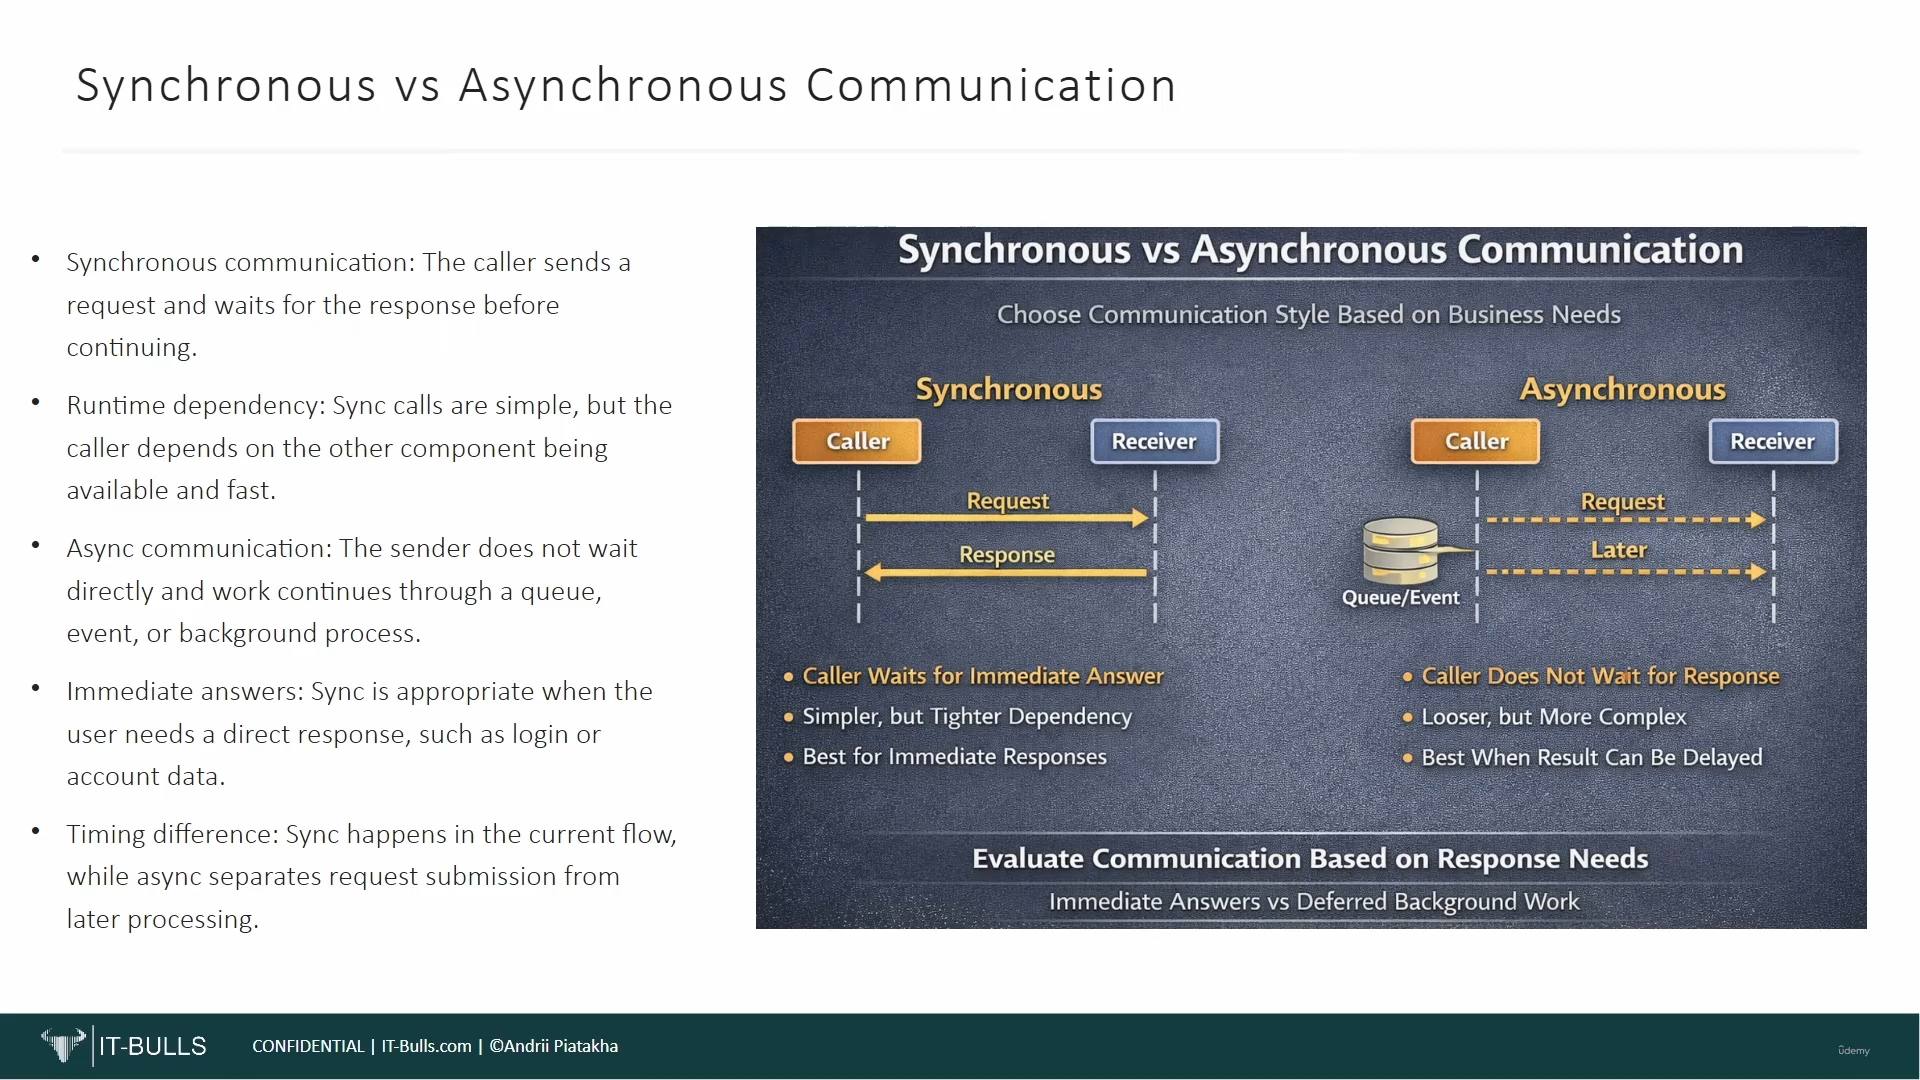 Synchronous vs Asynchronous Communication
• Synchronous communication: The caller sends a
request and waits for the response before
continuing.
• Runtime dependency: Sync calls are simple, but the
caller depends on the other component being
available and fast.
• Async communication: The sender does not wait
directly and work continues through a queue,
event, or background process.
• Immediate answers: Sync is appropriate when the
user needs a direct response, such as login or
account data.
• Timing difference: Sync happens in the current flow,
while async separates request submission from
later processing.
Synchronous vs Asynchronous Communication
Choose Communication Style Based on Business Needs
Synchronous
Caller
Receiver
Request
Response
• Caller Waits for Immediate Answer
• Simpler, but Tighter Dependency
• Best for Immediate Responses
Asynchronous
Caller
Receiver
Request
Later
Queue/Event
• Caller Does Not Wait for Response
• Looser, but More Complex
• Best When Result Can Be Delayed
Evaluate Communication Based on Response Needs
Immediate Answers vs Deferred Background Work
IT-BULLS
CONFIDENTIAL | IT-Bulls.com | ©Andrii Piatakha
udemy